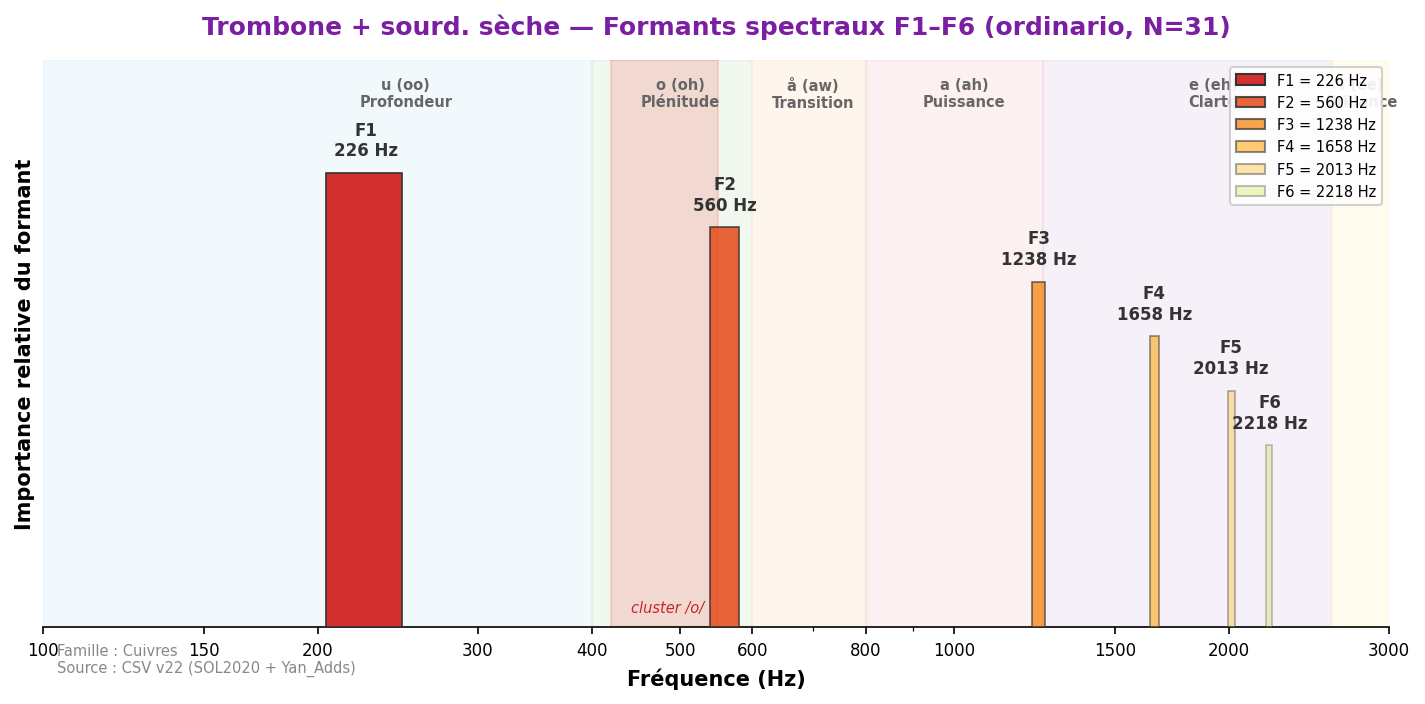 Trombone + sourd. sèche — Formants spectraux F1–F6 (ordinario, N=31)
u (oo)
Profondeur
o (oh)
Plénitude
å (aw)
Transition
a (ah)
Puissance
e (eh
Clart
F1 = 226 Hz
F2 = 560 Hz
F3 = 1238 Hz
F4 = 1658 Hz
F5 = 2013 Hz
F6 = 2218 Hz
F1
226 Hz
F2
560 Hz
F3
1238 Hz
F4
1658 Hz
F5
2013 Hz
F6
2218 Hz
cluster /o/
Importance relative du formant
100 150 200 300 400 500 600 800 1000 1500 2000 3000
Famille : Cuivres
Source : CSV v22 (SOL2020 + Yan_Adds)
Fréquence (Hz)